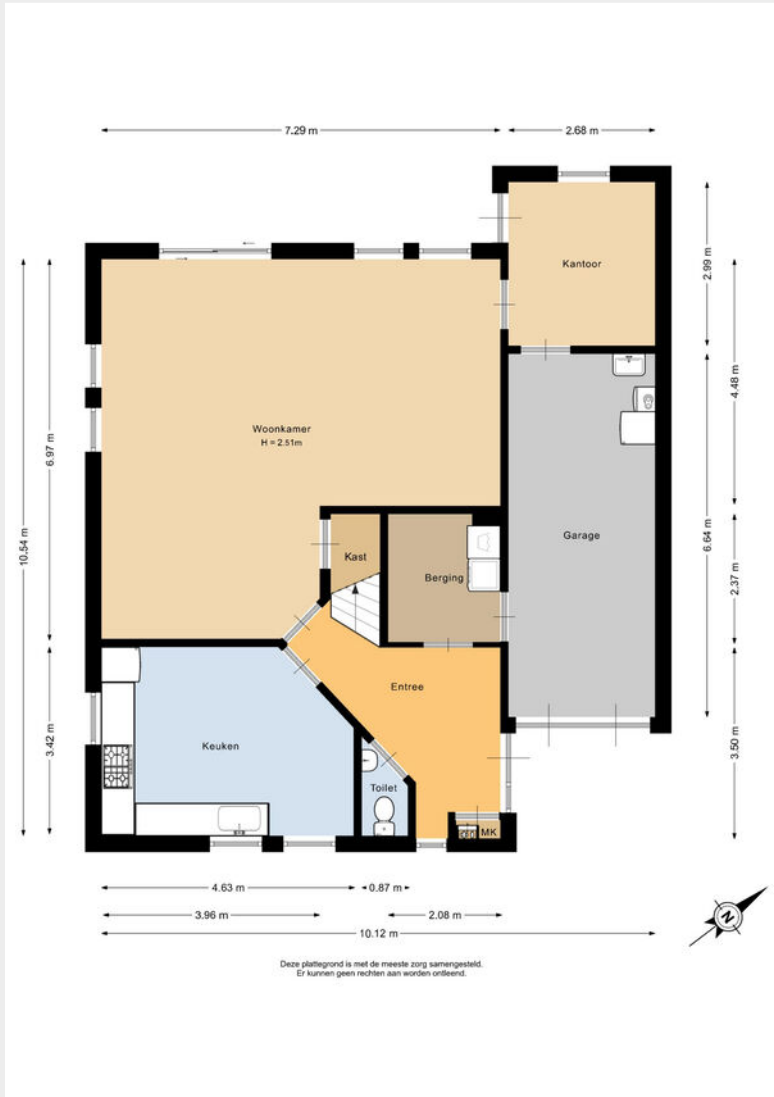 7.29 m
2.68 m
Kantoor
2.99 m
4.48 m
Woonkamer
H = 2.51m
6.97 m
10.54 m
Garage
6.64 m
Kast
Berging
2.37 m
Entree
Keuken
3.42 m
3.50 m
Toilet
MK
4.63 m
0.87 m
3.96 m
2.08 m
10.12 m
N
Deze plattegrond is met de meeste zorg samengesteld.
Er kunnen geen rechten aan worden ontleend.